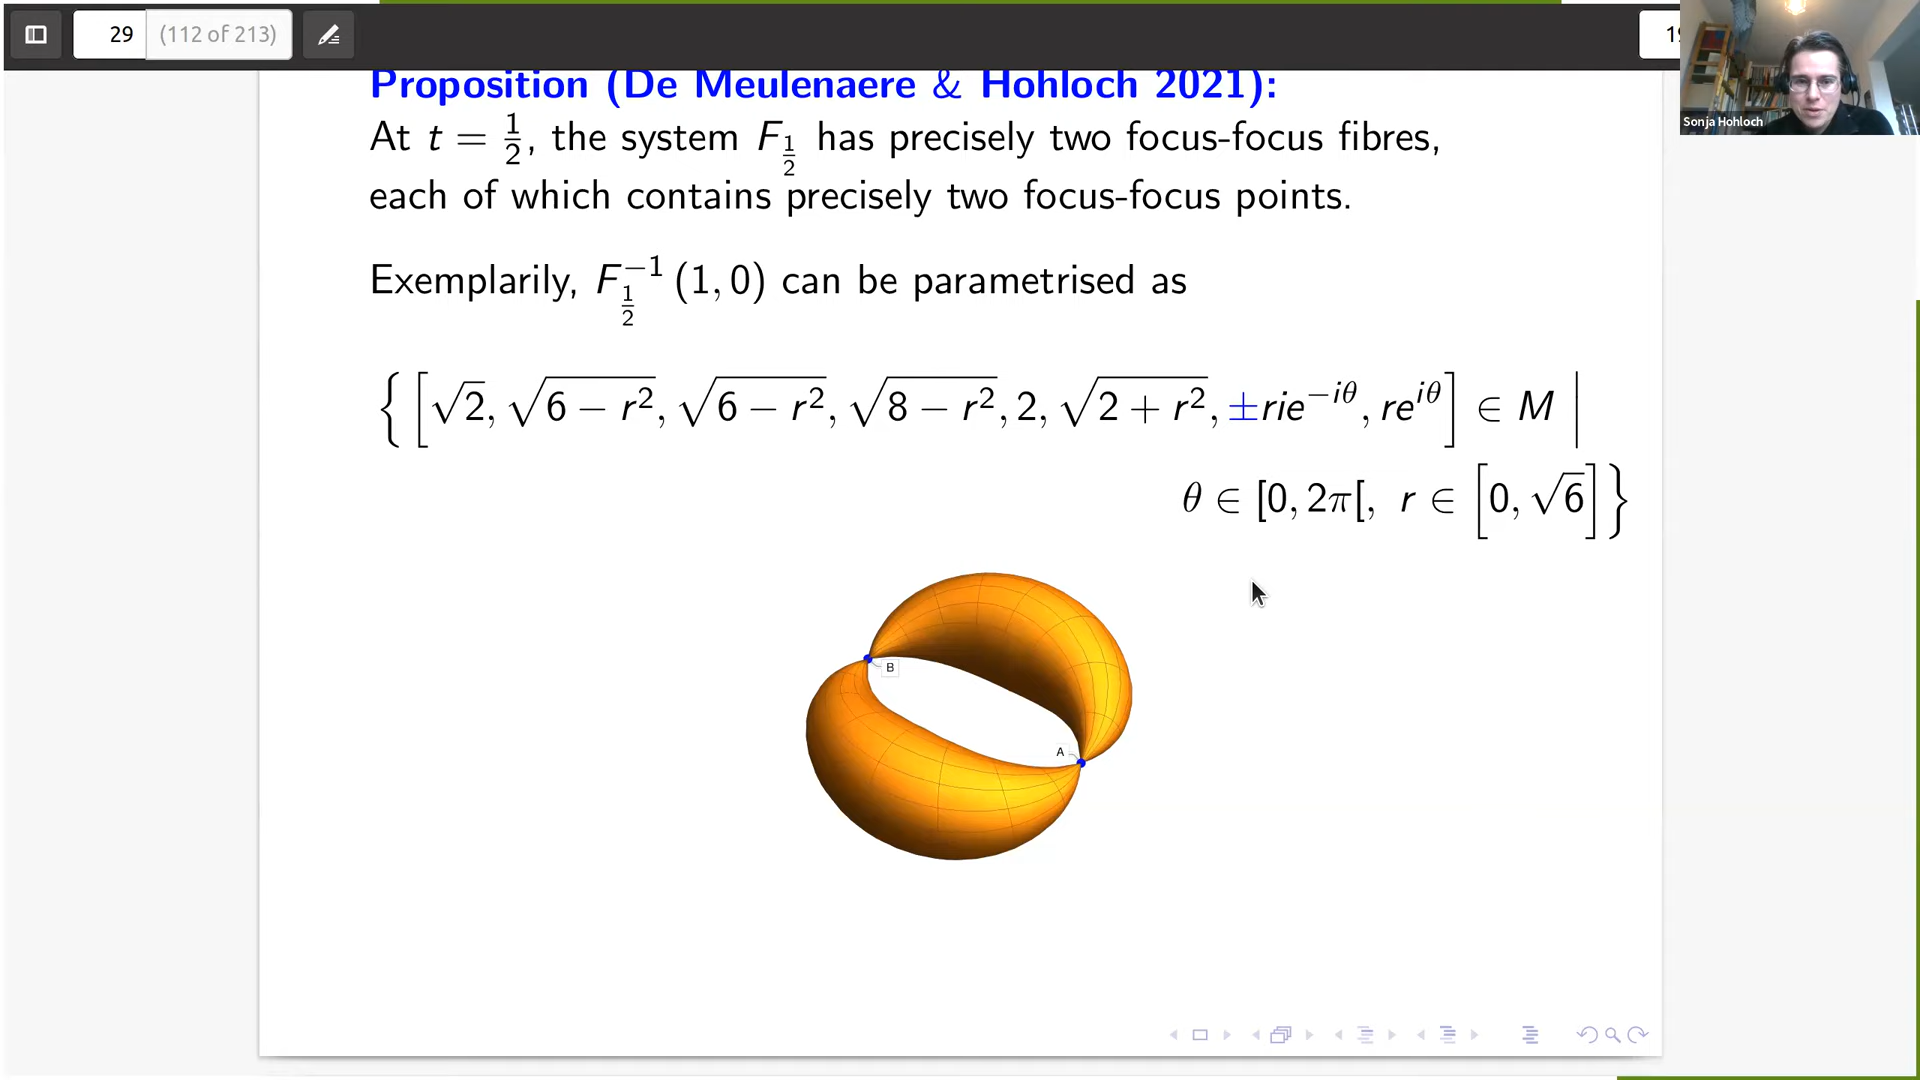 29 (112 of 213)
Sonja Hohloch
Proposition (De Meulenaere & Hohloch 2021):
At t = 1/2, the system F_{1/2} has precisely two focus-focus fibres,
each of which contains precisely two focus-focus points.
Exemplarily, F_{1/2}^{-1} (1, 0) can be parametrised as
{ [ √2, √(6 − r²), √(6 − r²), √(8 − r²), 2, √(2 + r²), ±rie^{−iθ}, re^{iθ} ] ∈ M |
θ ∈ [0, 2π[, r ∈ [0, √6] }
B
A